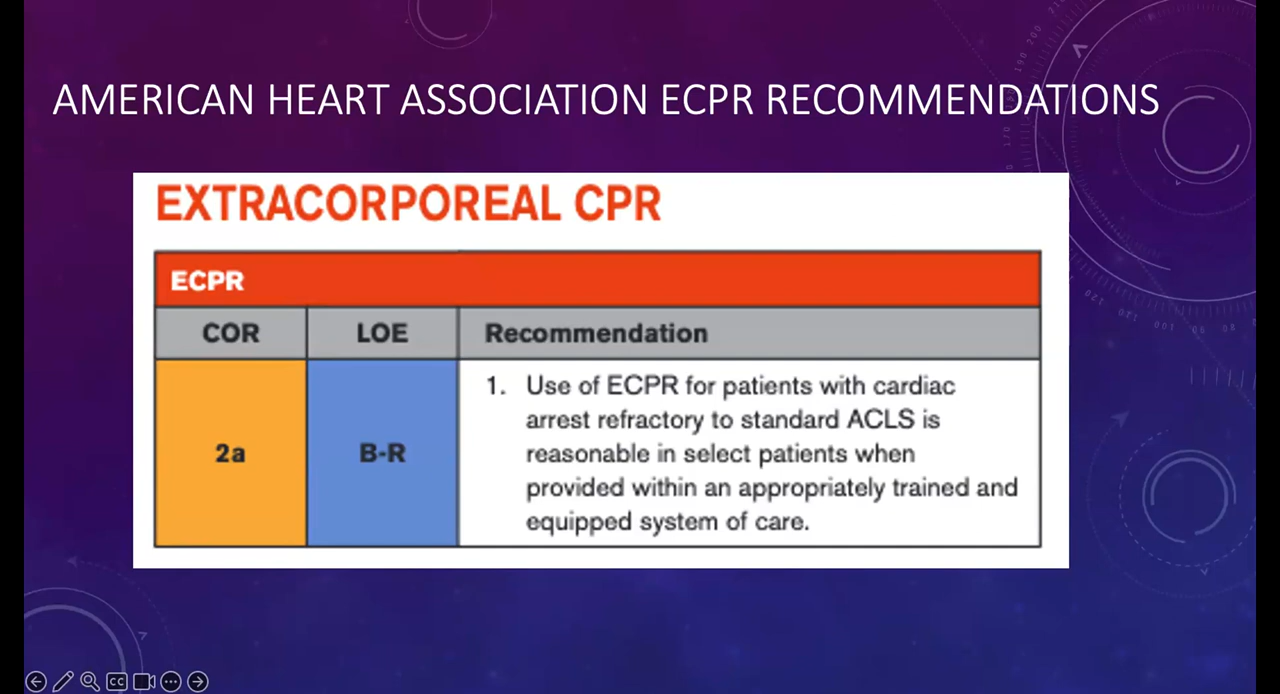 AMERICAN HEART ASSOCIATION ECPR RECOMMENDATIONS
EXTRACORPOREAL CPR
ECPR
COR LOE Recommendation
2a B-R
1. Use of ECPR for patients with cardiac
arrest refractory to standard ACLS is
reasonable in select patients when
provided within an appropriately trained and
equipped system of care.
CC